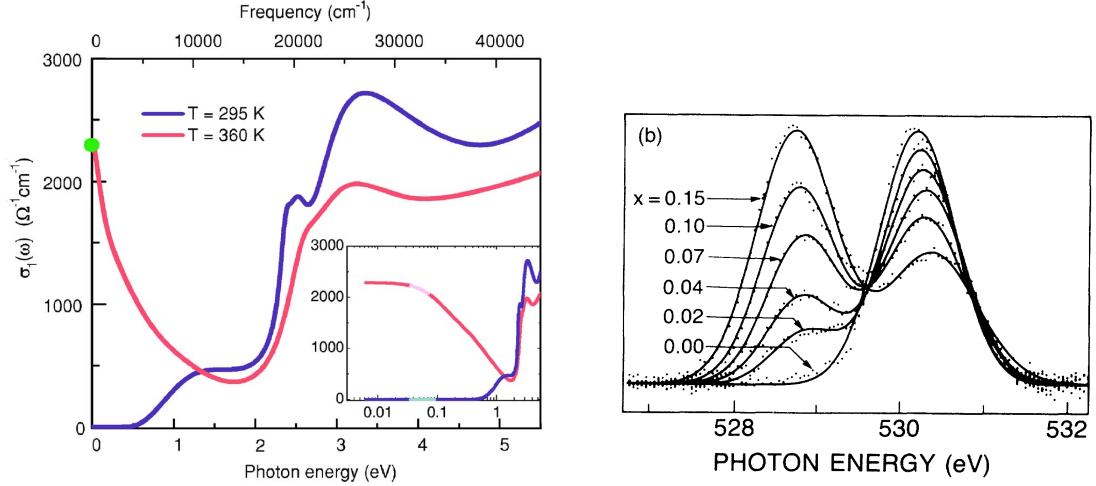 Frequency (cm⁻¹)
0 10000 20000 30000 40000
3000
2000
1000
0
σ₁(ω) (Ω⁻¹cm⁻¹)
T = 295 K
T = 360 K
3000
2000
1000
0
0.01 0.1 1
0 1 2 3 4 5
Photon energy (eV)
(b)
x = 0.15
0.10
0.07
0.04
0.02
0.00
528 530 532
PHOTON ENERGY (eV)